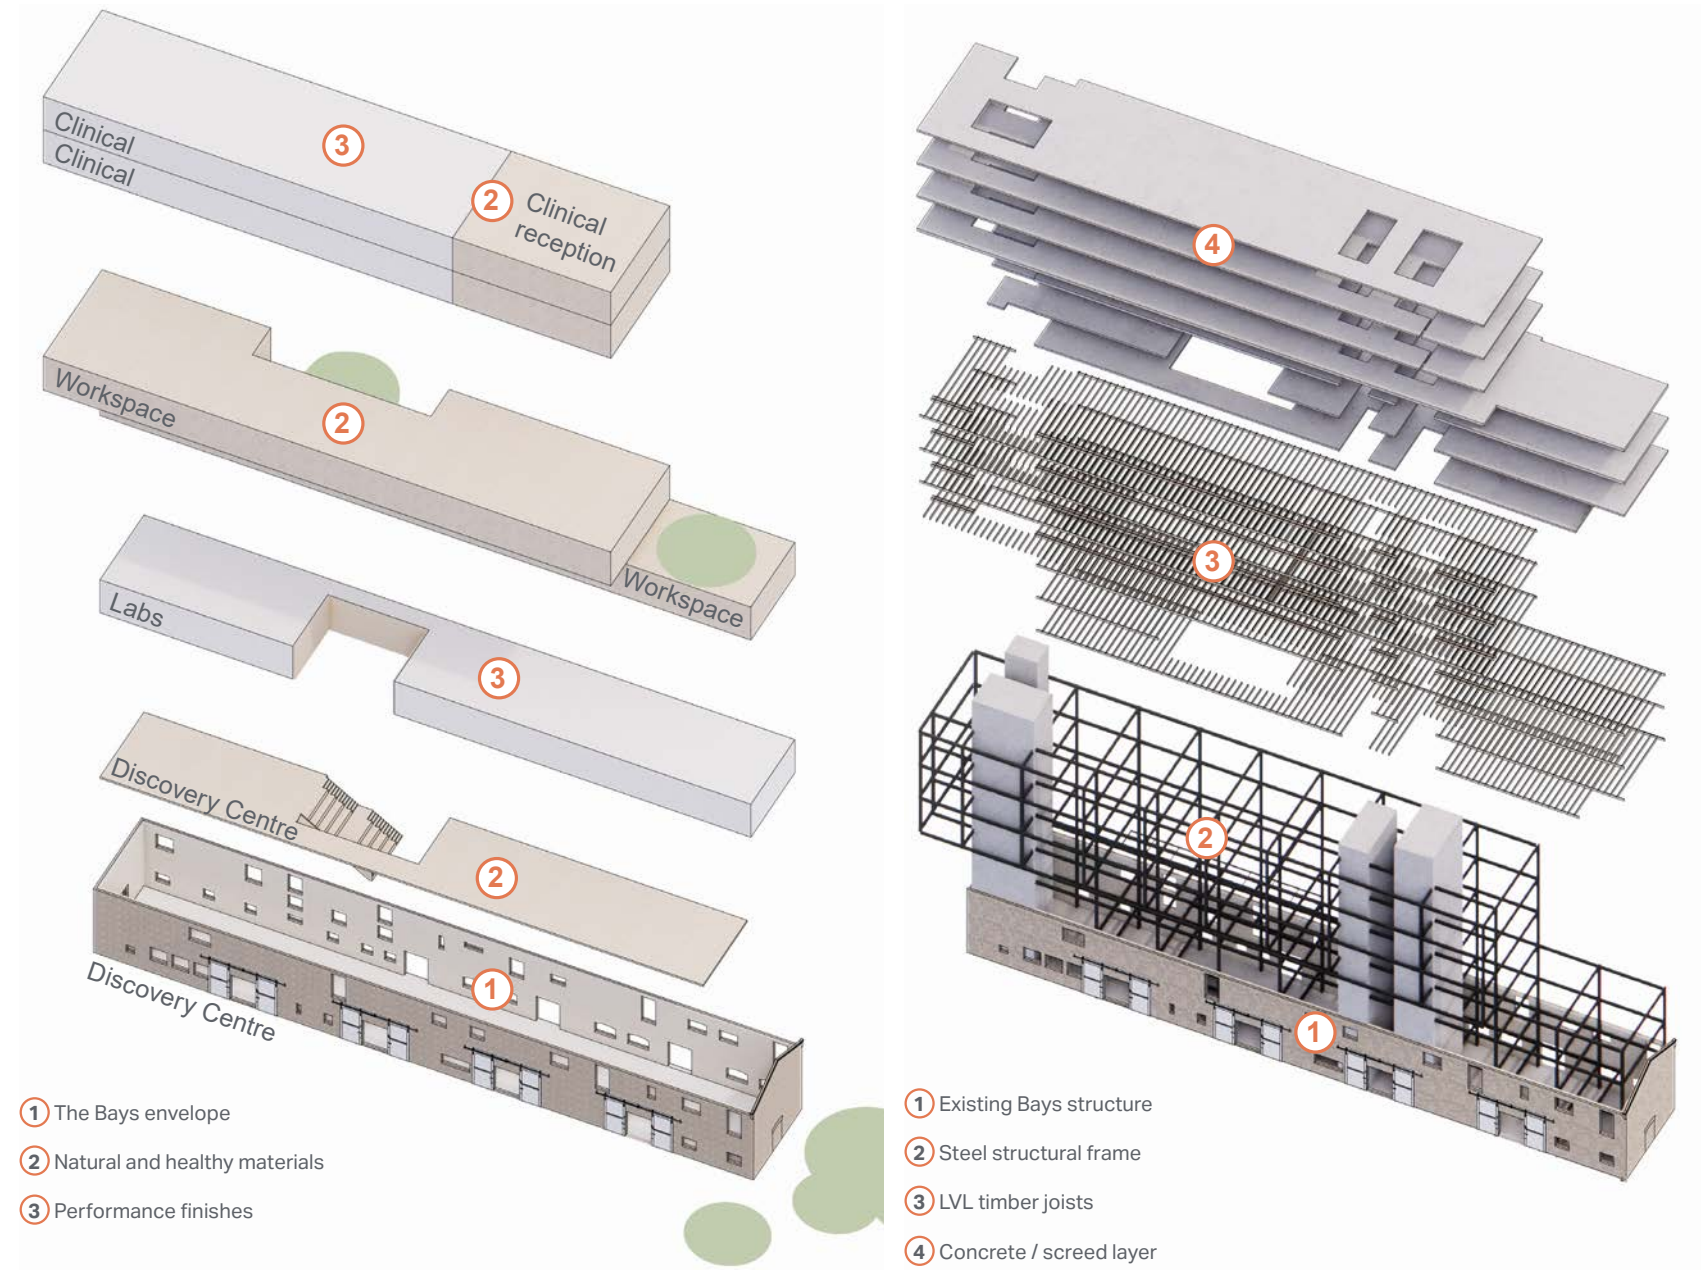 Clinical
Clinical
3
2
Clinical
reception
Workspace
2
Workspace
Labs
3
Discovery Centre
2
1
Discovery Centre
1 The Bays envelope
2 Natural and healthy materials
3 Performance finishes
4
3
2
1
1 Existing Bays structure
2 Steel structural frame
3 LVL timber joists
4 Concrete / screed layer